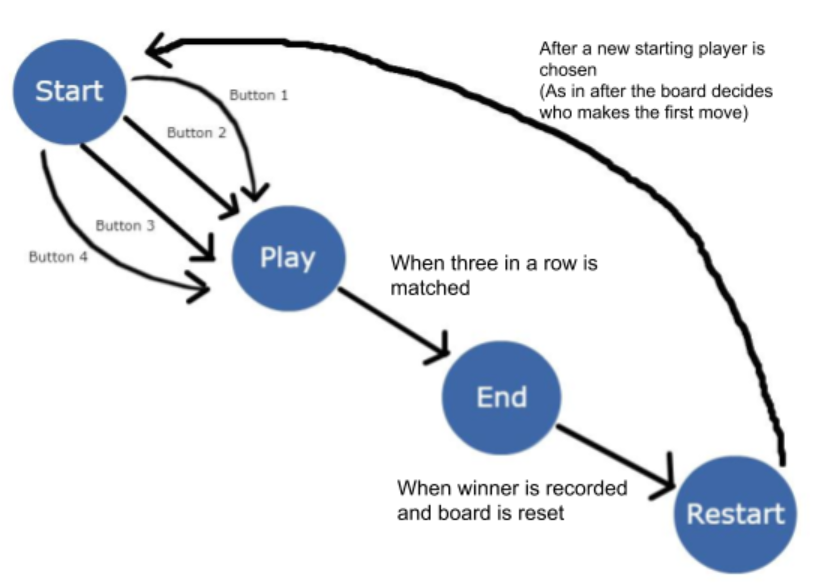 After a new starting player is
chosen
(As in after the board decides
who makes the first move)
Start
Button 1
Button 2
Button 3
Button 4
Play
When three in a row is
matched
End
When winner is recorded
and board is reset
Restart